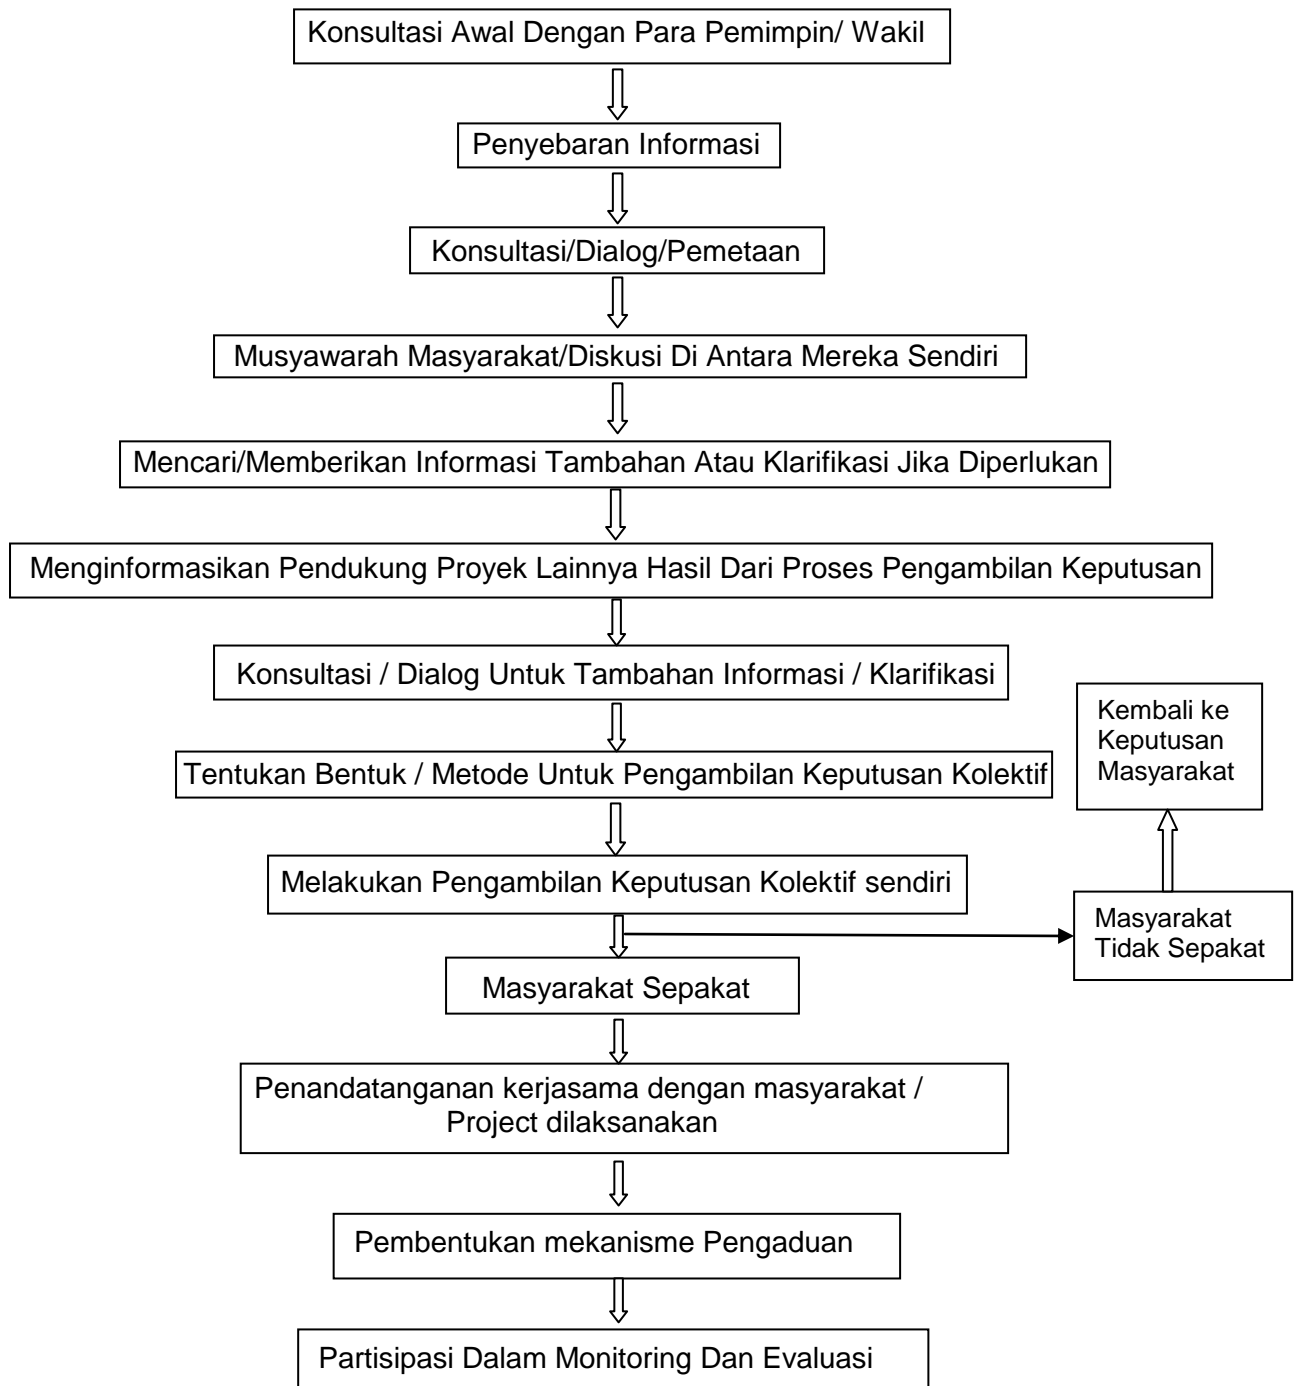 Konsultasi Awal Dengan Para Pemimpin/ Wakil
Penyebaran Informasi
Konsultasi/Dialog/Pemetaan
Musyawarah Masyarakat/Diskusi Di Antara Mereka Sendiri
Mencari/Memberikan Informasi Tambahan Atau Klarifikasi Jika Diperlukan
Menginformasikan Pendukung Proyek Lainnya Hasil Dari Proses Pengambilan Keputusan
Konsultasi / Dialog Untuk Tambahan Informasi / Klarifikasi
Tentukan Bentuk / Metode Untuk Pengambilan Keputusan Kolektif
Melakukan Pengambilan Keputusan Kolektif sendiri
Masyarakat
Tidak Sepakat
Kembali ke
Keputusan
Masyarakat
Masyarakat Sepakat
Penandatanganan kerjasama dengan masyarakat /
Project dilaksanakan
Pembentukan mekanisme Pengaduan
Partisipasi Dalam Monitoring Dan Evaluasi